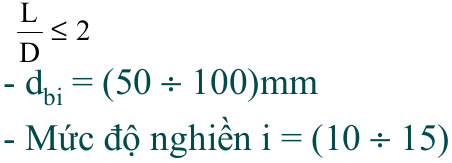 L/D ≤ 2
- d_bi = (50 ÷ 100)mm
- Mức độ nghiền i = (10 ÷ 15)